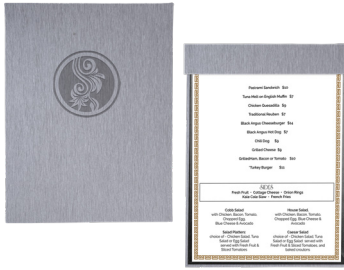 Pastrami Sandwich $10
Tuna Melt on English Muffin $7
Chicken Quesadilla $9
Traditional Reuben $7
Black Angus Cheeseburger $11
Black Angus Hot Dog $7
Chili Dog $9
Grilled Cheese $9
Grilled Ham, Bacon or Tomato $10
*Turkey Burger $11
SIDES
Fresh Fruit - Cottage Cheese - Onion Rings
Kale Cole Slaw - French Fries
Cobb Salad
with Chicken, Bacon, Tomato,
Chopped Egg,
Blue Cheese & Avocado
House Salad
with Chicken, Bacon, Tomato,
Chopped Egg, Blue Cheese &
Avocado
Salad Platters
choice of - Chicken Salad, Tuna
Salad or Egg Salad
served with Fresh Fruit &
Sliced Tomatoes
Caesar Salad
choice of - Chicken Salad, Tuna
Salad or Egg Salad served with
Fresh Fruit & Sliced Tomatoes, and
baked croutons